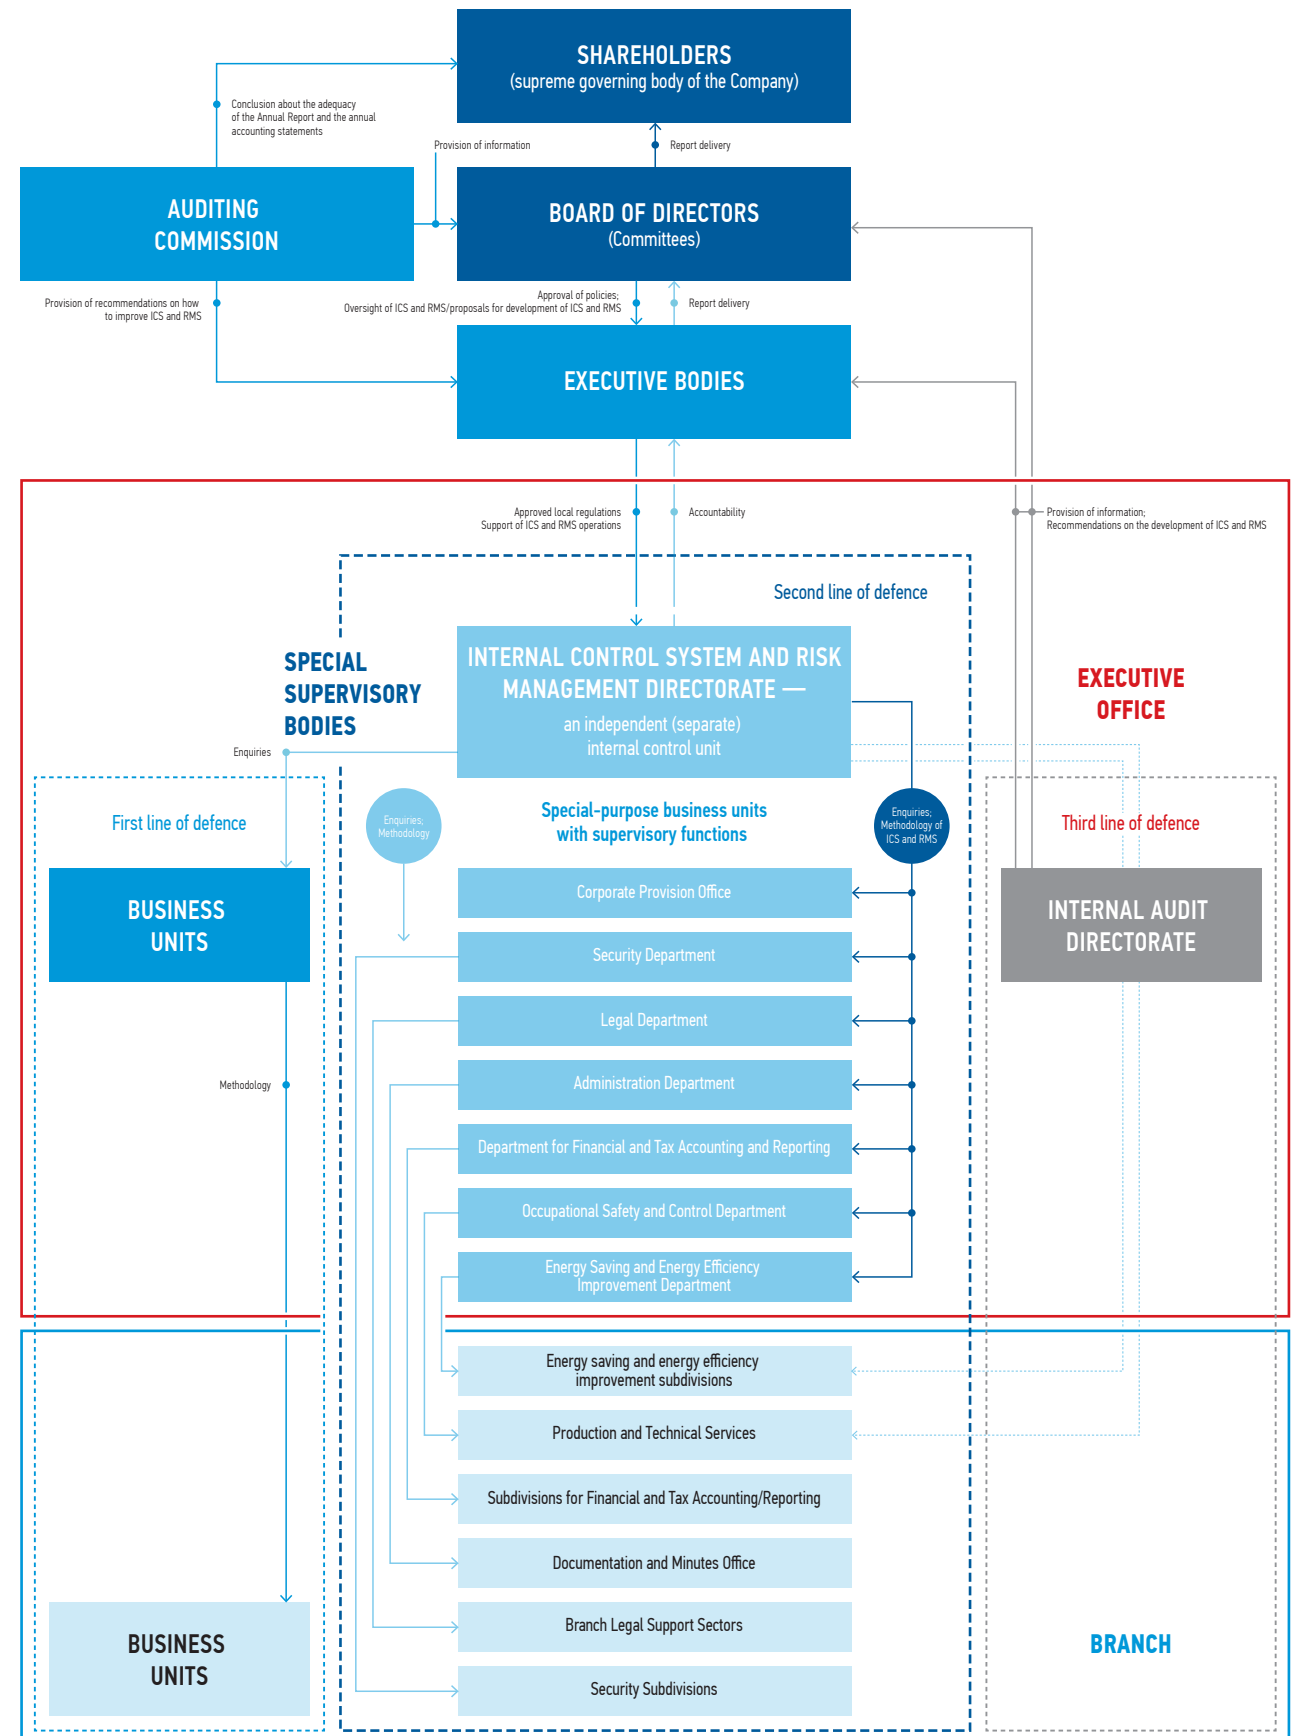 SHAREHOLDERS
(supreme governing body of the Company)
Conclusion about the adequacy
of the Annual Report and the annual
accounting statements
Provision of information
Report delivery
AUDITING
COMMISSION
BOARD OF DIRECTORS
(Committees)
Provision of recommendations on how
to improve ICS and RMS
Approval of policies;
Oversight of ICS and RMS/proposals for development of ICS and RMS
Report delivery
EXECUTIVE BODIES
Approved local regulations
Support of ICS and RMS operations
Accountability
Provision of information;
Recommendations on the development of ICS and RMS
Second line of defence
SPECIAL
SUPERVISORY
BODIES
INTERNAL CONTROL SYSTEM AND RISK
MANAGEMENT DIRECTORATE —
an independent (separate)
internal control unit
EXECUTIVE
OFFICE
Enquiries
First line of defence
Enquiries;
Methodology
Special-purpose business units
with supervisory functions
Enquiries;
Methodology of
ICS and RMS
Third line of defence
BUSINESS
UNITS
Corporate Provision Office
Security Department
Legal Department
Administration Department
Department for Financial and Tax Accounting and Reporting
Occupational Safety and Control Department
Energy Saving and Energy Efficiency
Improvement Department
INTERNAL AUDIT
DIRECTORATE
Methodology
Energy saving and energy efficiency
improvement subdivisions
Production and Technical Services
Subdivisions for Financial and Tax Accounting/Reporting
Documentation and Minutes Office
Branch Legal Support Sectors
Security Subdivisions
BUSINESS
UNITS
BRANCH